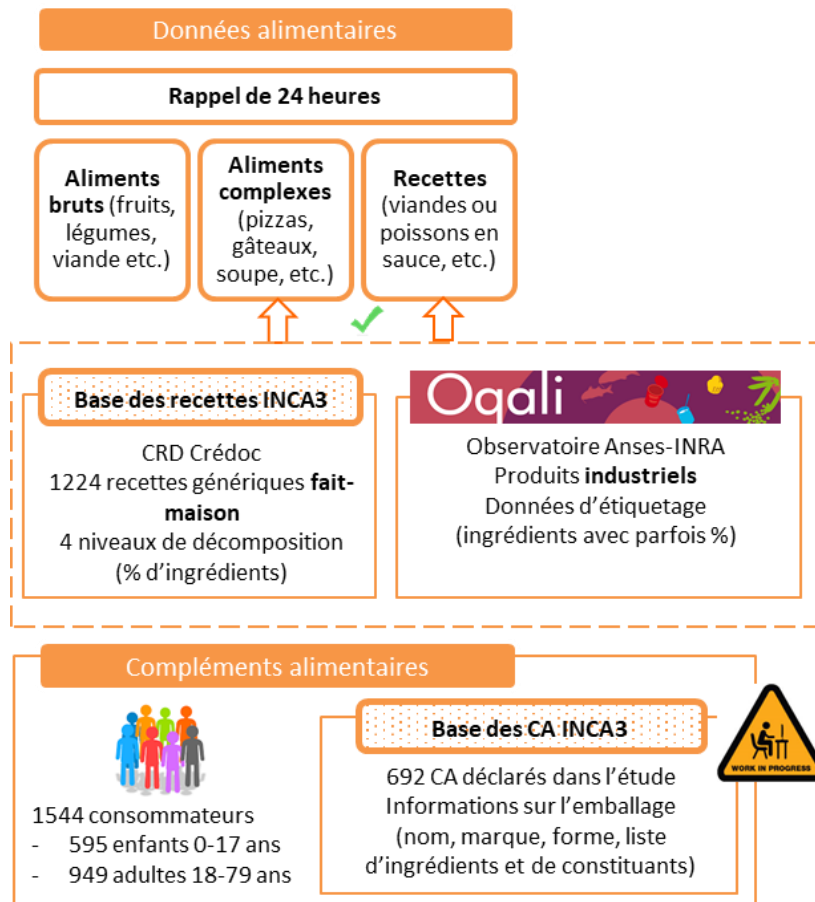 Données alimentaires
Rappel de 24 heures
Aliments
bruts (fruits,
légumes,
viande etc.)
Aliments
complexes
(pizzas,
gâteaux,
soupe, etc.)
Recettes
(viandes ou
poissons en
sauce, etc.)
Base des recettes INCA3
CRD Crédoc
1224 recettes génériques fait-
maison
4 niveaux de décomposition
(% d'ingrédients)
Oqali
Observatoire Anses-INRA
Produits industriels
Données d'étiquetage
(ingrédients avec parfois %)
Compléments alimentaires
1544 consommateurs
- 595 enfants 0-17 ans
- 949 adultes 18-79 ans
Base des CA INCA3
692 CA déclarés dans l'étude
Informations sur l'emballage
(nom, marque, forme, liste
d'ingrédients et de constituants)
WORK IN PROGRESS